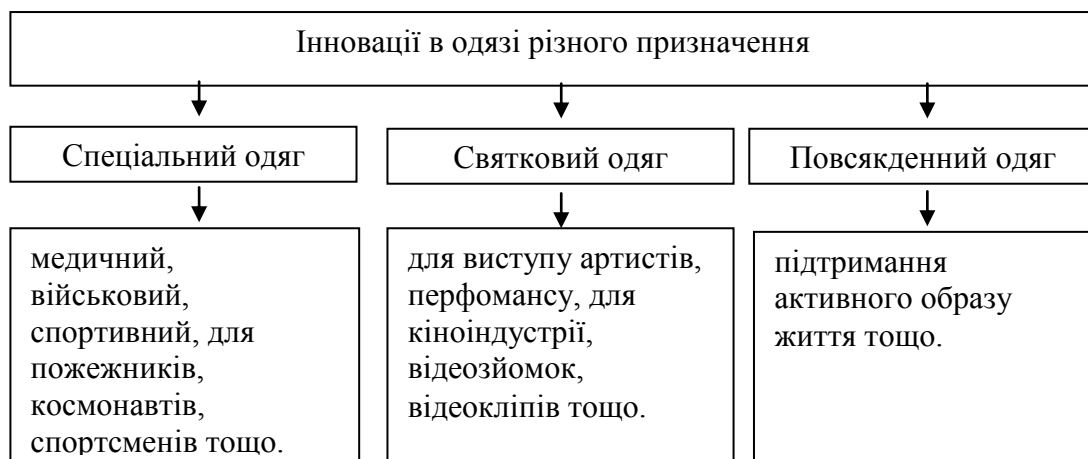 Інновації в одязі різного призначення
Спеціальний одяг
Святковий одяг
Повсякденний одяг
медичний,
військовий,
спортивний, для
пожежників,
космонавтів,
спортсменів тощо.
для виступу артистів,
перфомансу, для
кіноіндустрії,
відеозйомок,
відеокліпів тощо.
підтримання
активного образу
життя тощо.